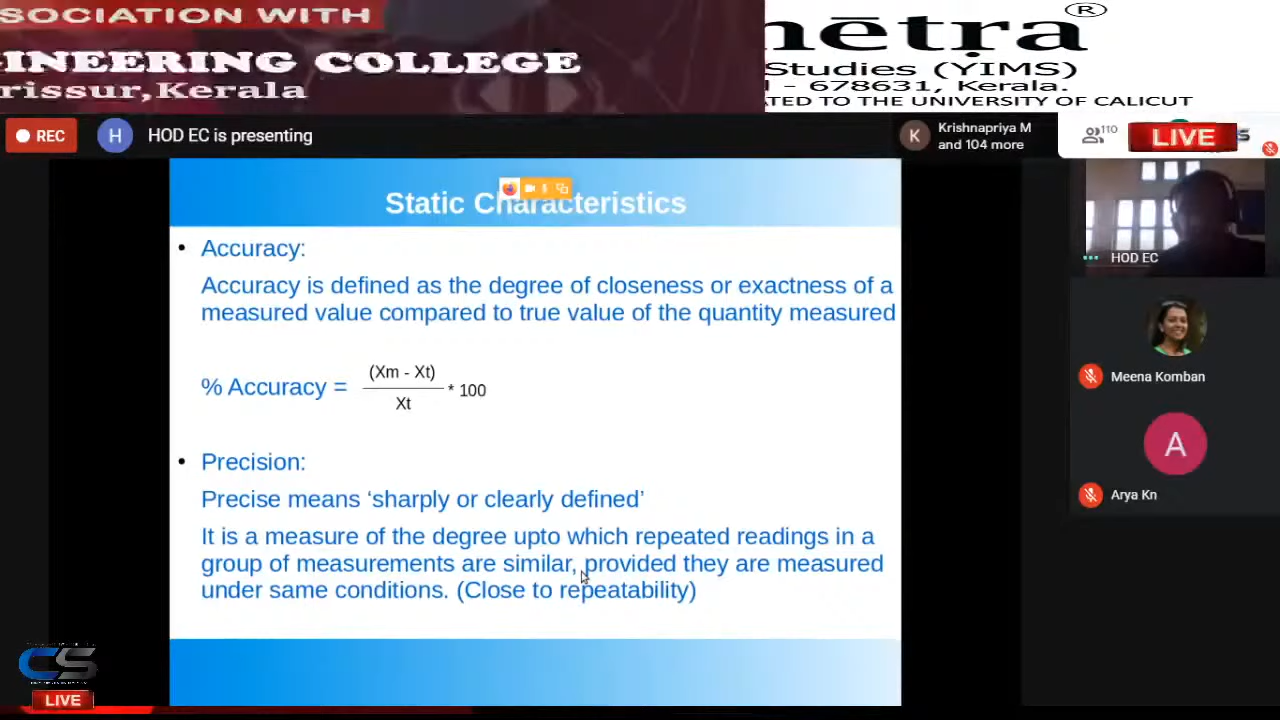 SOCIATION WITH
INEERING COLLEGE
rissur,Kerala
nētra®
Studies (YIMS)
- 678631, Kerala.
ATED TO THE UNIVERSITY OF CALICUT
REC
H
HOD EC is presenting
K
Krishnapriya M
and 104 more
110
LIVE
Static Characteristics
• Accuracy:
Accuracy is defined as the degree of closeness or exactness of a
measured value compared to true value of the quantity measured
% Accuracy = (Xm - Xt)
Xt
* 100
• Precision:
Precise means ‘sharply or clearly defined’
It is a measure of the degree upto which repeated readings in a
group of measurements are similar, provided they are measured
under same conditions. (Close to repeatability)
HOD EC
Meena Komban
A
Arya Kn
CS
LIVE